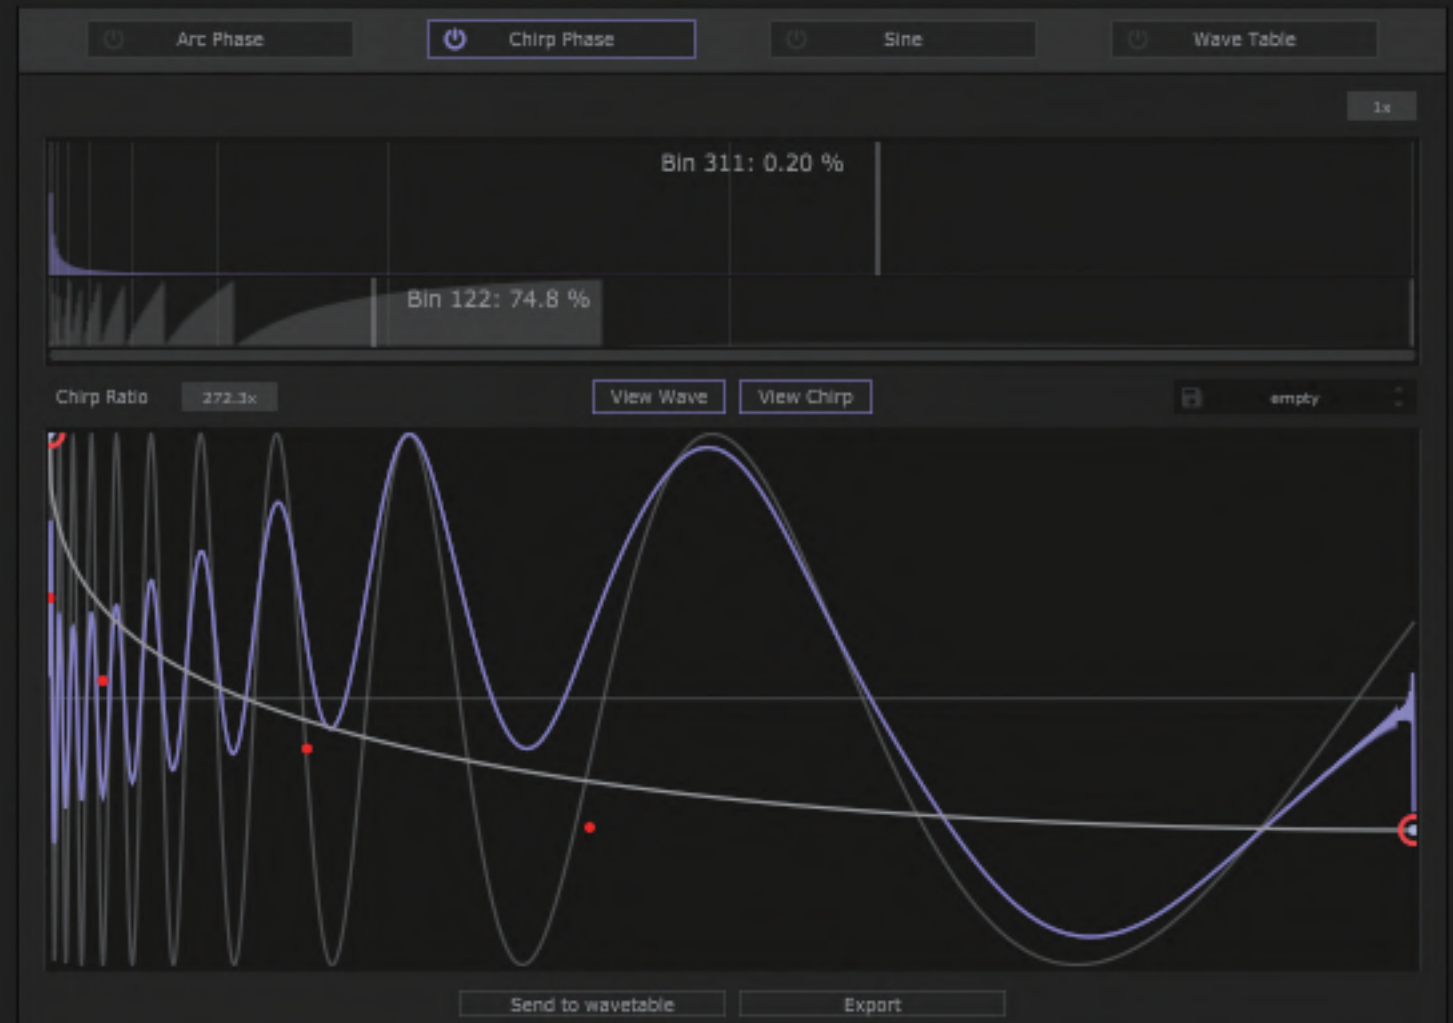 Arc Phase
Chirp Phase
Sine
Wave Table
1x
Bin 311: 0.20 %
Bin 122: 74.8 %
Chirp Ratio
272.3x
View Wave
View Chirp
empty
Send to wavetable
Export